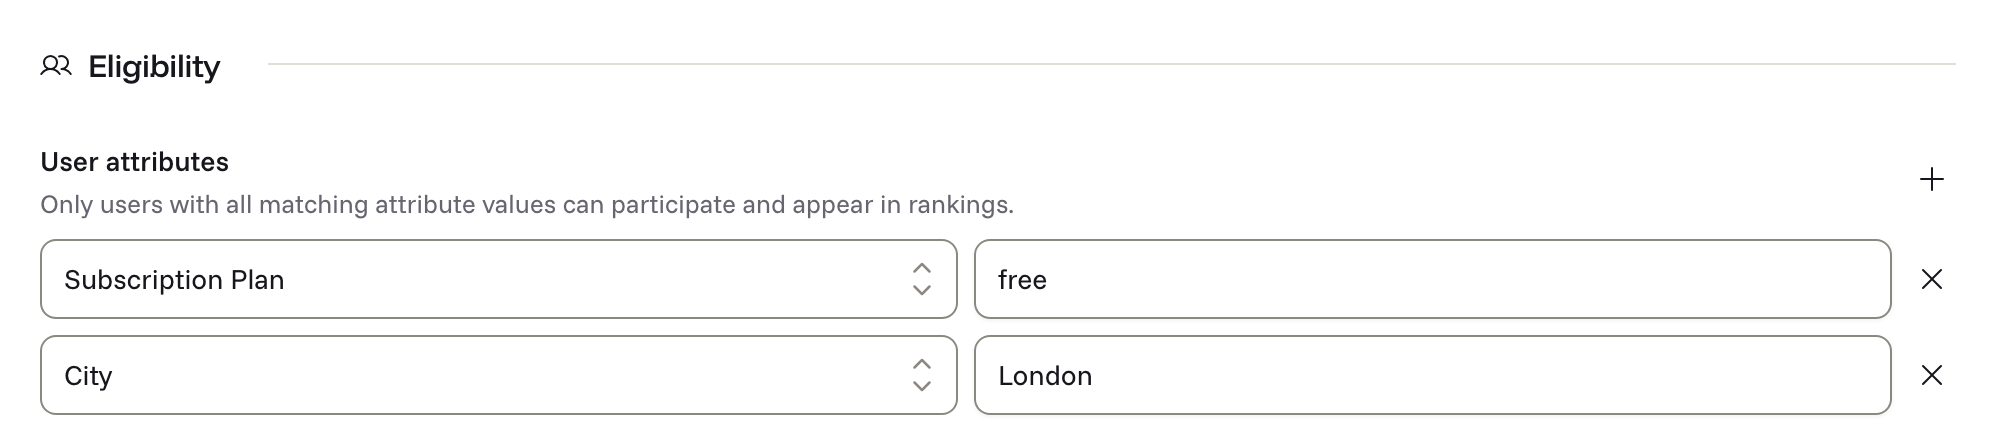 Eligibility
User attributes
Only users with all matching attribute values can participate and appear in rankings.
Subscription Plan free
City London